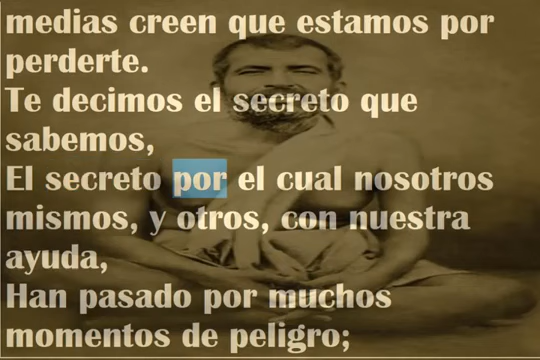 medias creen que estamos por
perderte.
Te decimos el secreto que
sabemos,
El secreto por el cual nosotros
mismos, y otros, con nuestra
ayuda,
Han pasado por muchos
momentos de peligro;